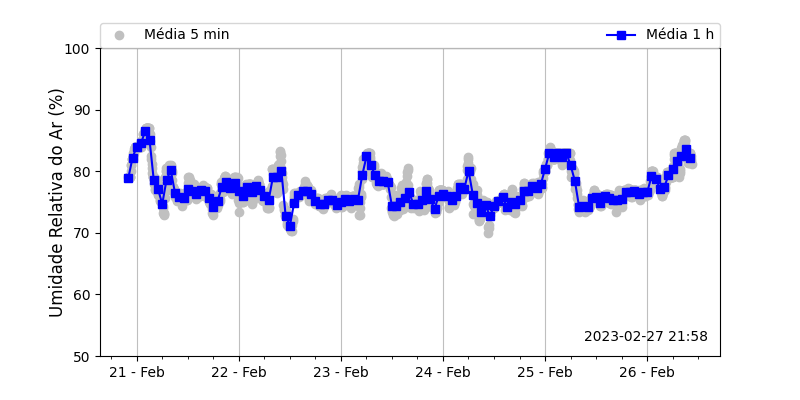 Média 5 min Média 1 h
Umidade Relativa do Ar (%)
100
90
80
70
60
50
2023-02-27 21:58
21 - Feb 22 - Feb 23 - Feb 24 - Feb 25 - Feb 26 - Feb